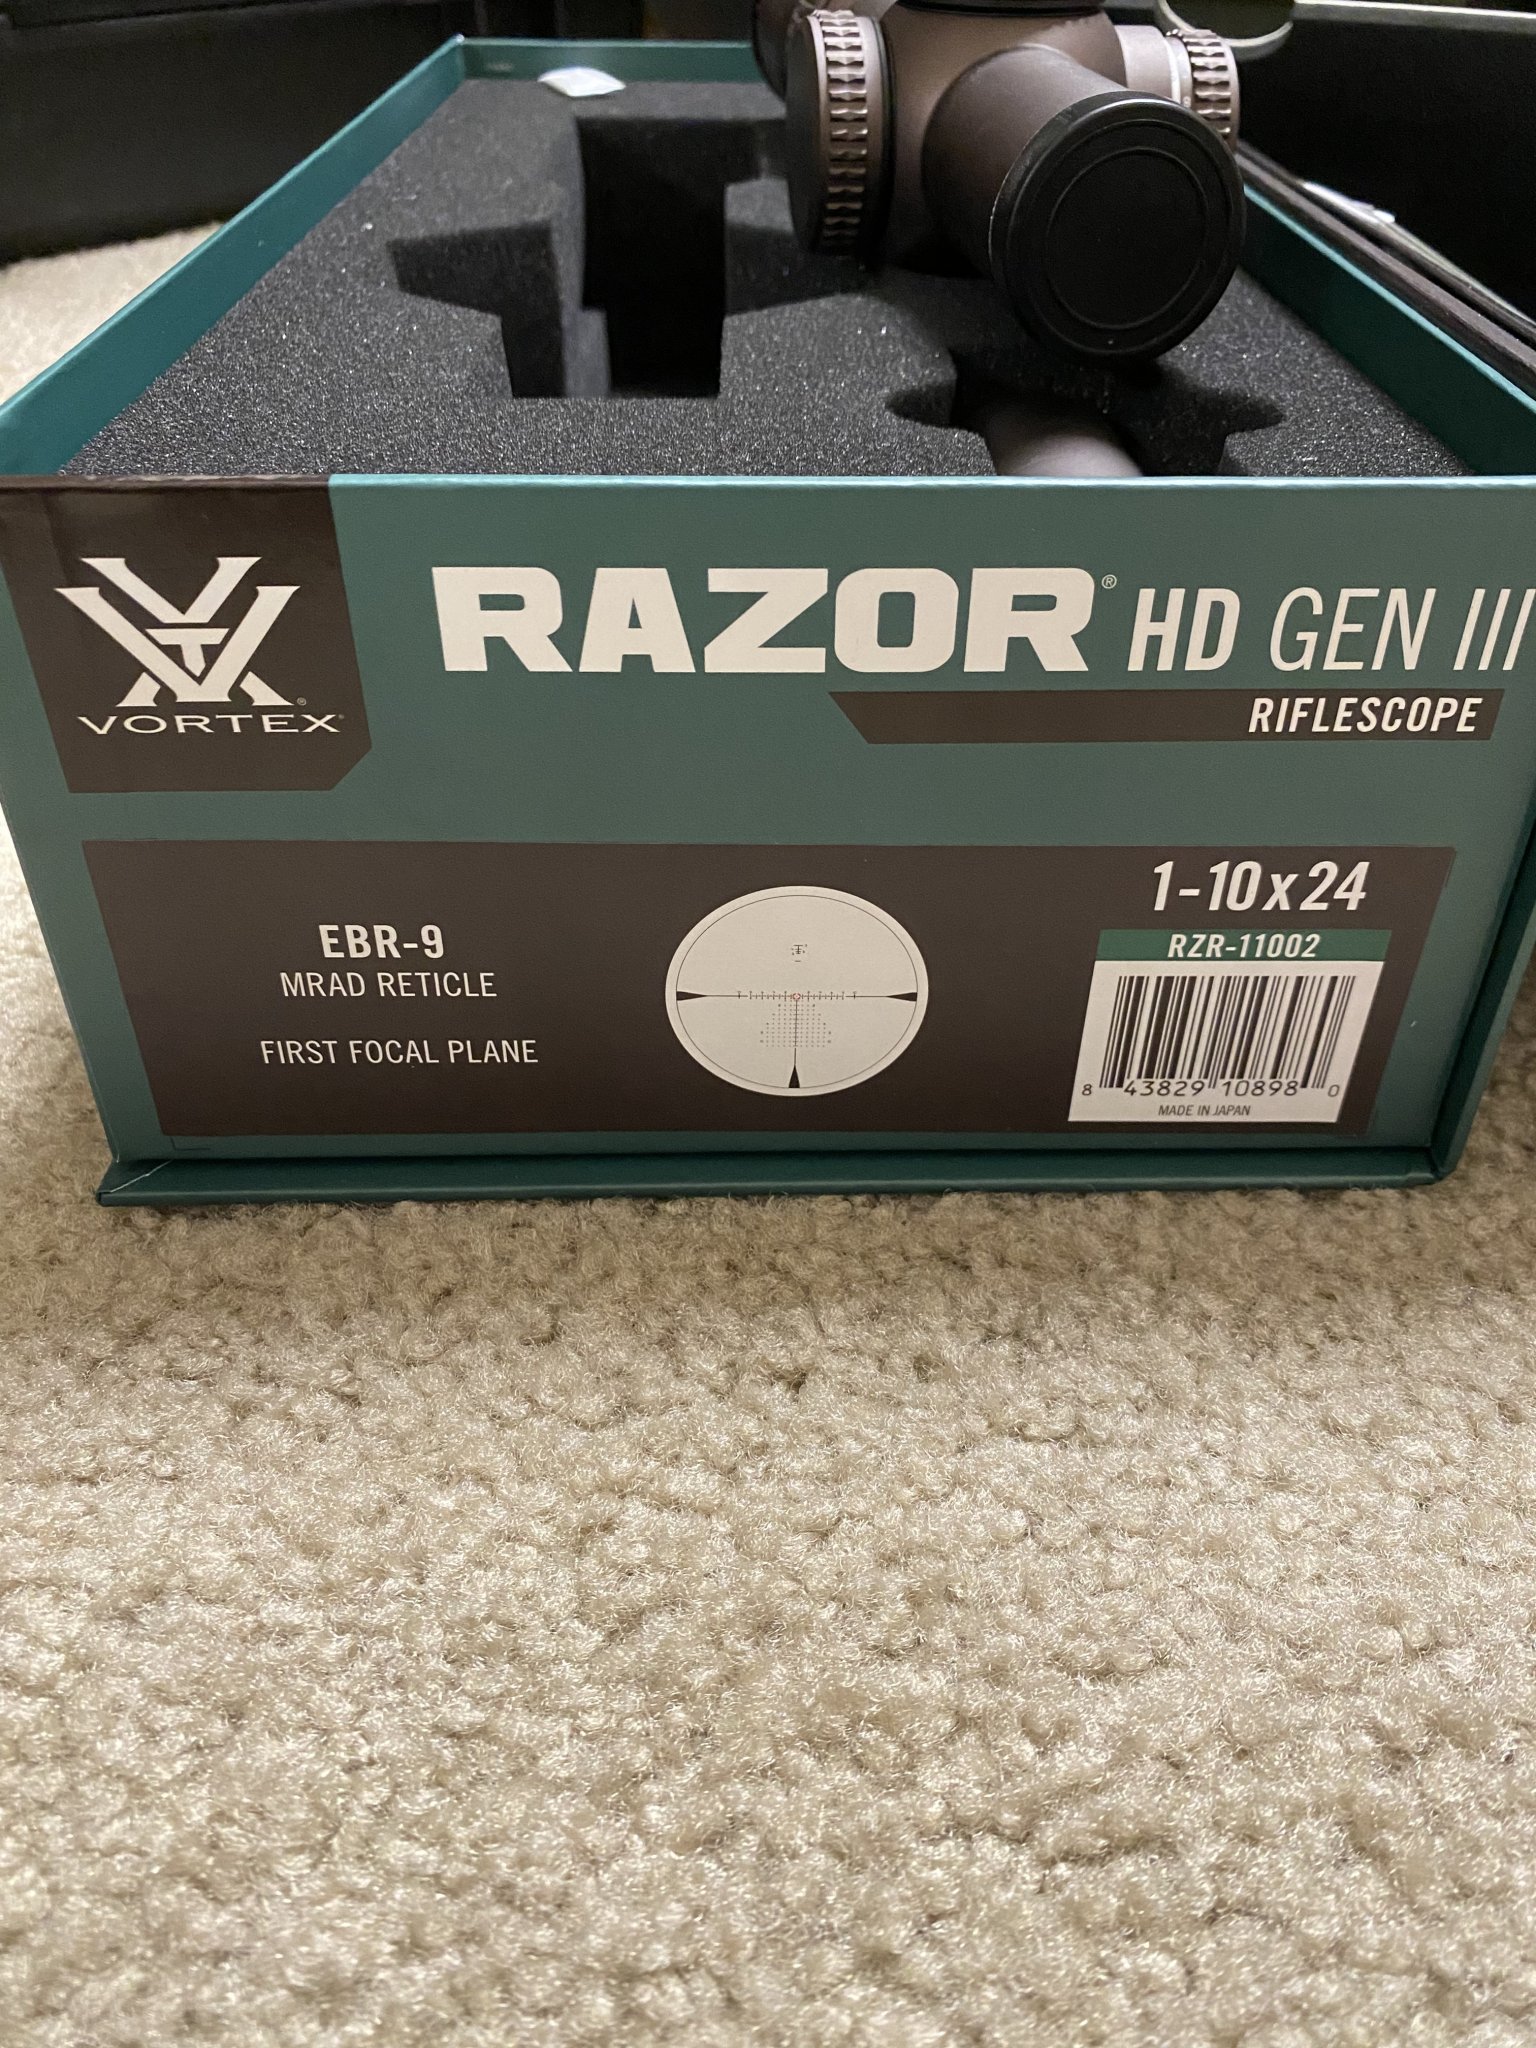 VORTEX®
RAZOR® HD GEN III
RIFLESCOPE
EBR-9
MRAD RETICLE
FIRST FOCAL PLANE
1-10x24
RZR-11002
8 43829 10898 0
MADE IN JAPAN